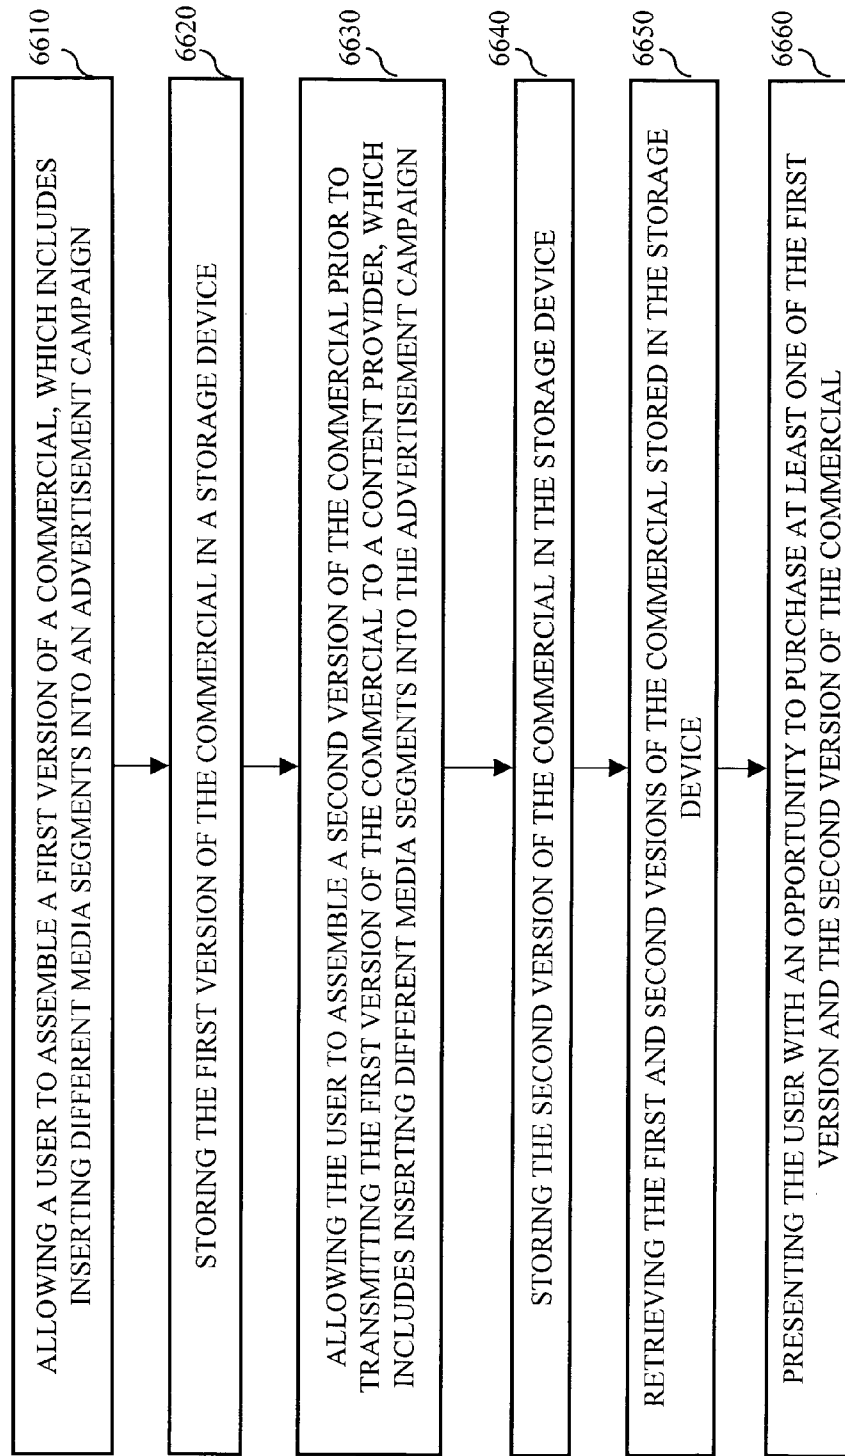 6610
ALLOWING A USER TO ASSEMBLE A FIRST VERSION OF A COMMERCIAL, WHICH INCLUDES
INSERTING DIFFERENT MEDIA SEGMENTS INTO AN ADVERTISEMENT CAMPAIGN
6620
STORING THE FIRST VERSION OF THE COMMERCIAL IN A STORAGE DEVICE
6630
ALLOWING THE USER TO ASSEMBLE A SECOND VERSION OF THE COMMERCIAL PRIOR TO
TRANSMITTING THE FIRST VERSION OF THE COMMERCIAL TO A CONTENT PROVIDER, WHICH
INCLUDES INSERTING DIFFERENT MEDIA SEGMENTS INTO THE ADVERTISEMENT CAMPAIGN
6640
STORING THE SECOND VERSION OF THE COMMERCIAL IN THE STORAGE DEVICE
6650
RETRIEVING THE FIRST AND SECOND VESIONS OF THE COMMERCIAL STORED IN THE STORAGE
DEVICE
6660
PRESENTING THE USER WITH AN OPPORTUNITY TO PURCHASE AT LEAST ONE OF THE FIRST
VERSION AND THE SECOND VERSION OF THE COMMERCIAL